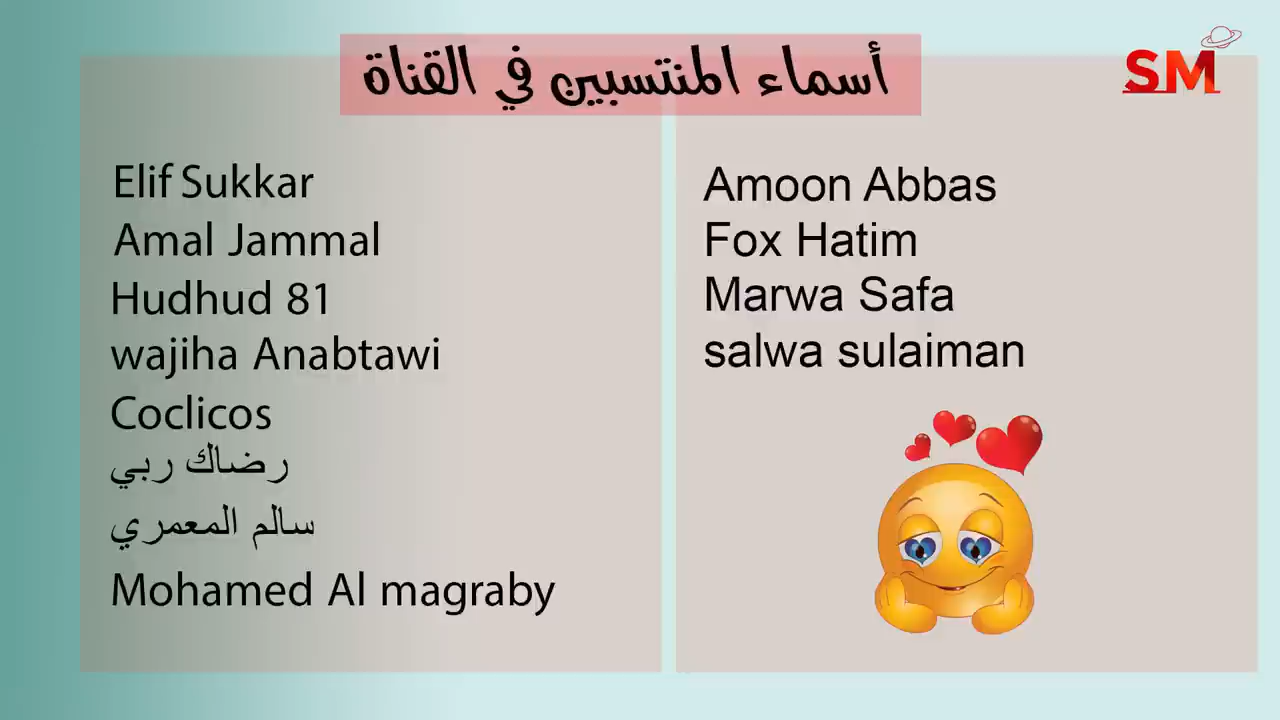 أسماء المنتسبين في القناة
SM
Elif Sukkar
Amal Jammal
Hudhud 81
wajiha Anabtawi
Coclicos
رضاك ربي
سالم المعمري
Mohamed Al magraby
Amoon Abbas
Fox Hatim
Marwa Safa
salwa sulaiman